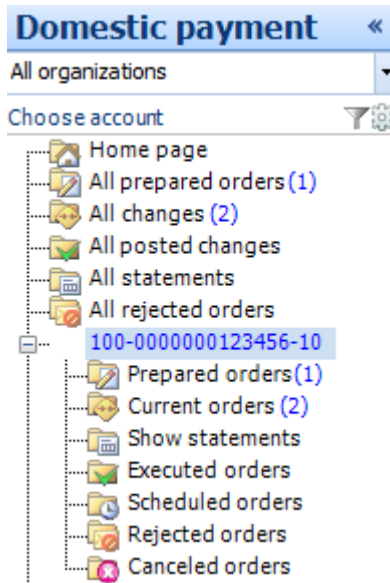 Domestic payment «
All organizations
Choose account
Home page
All prepared orders (1)
All changes (2)
All posted changes
All statements
All rejected orders
100-0000000123456-10
Prepared orders (1)
Current orders (2)
Show statements
Executed orders
Scheduled orders
Rejected orders
Canceled orders